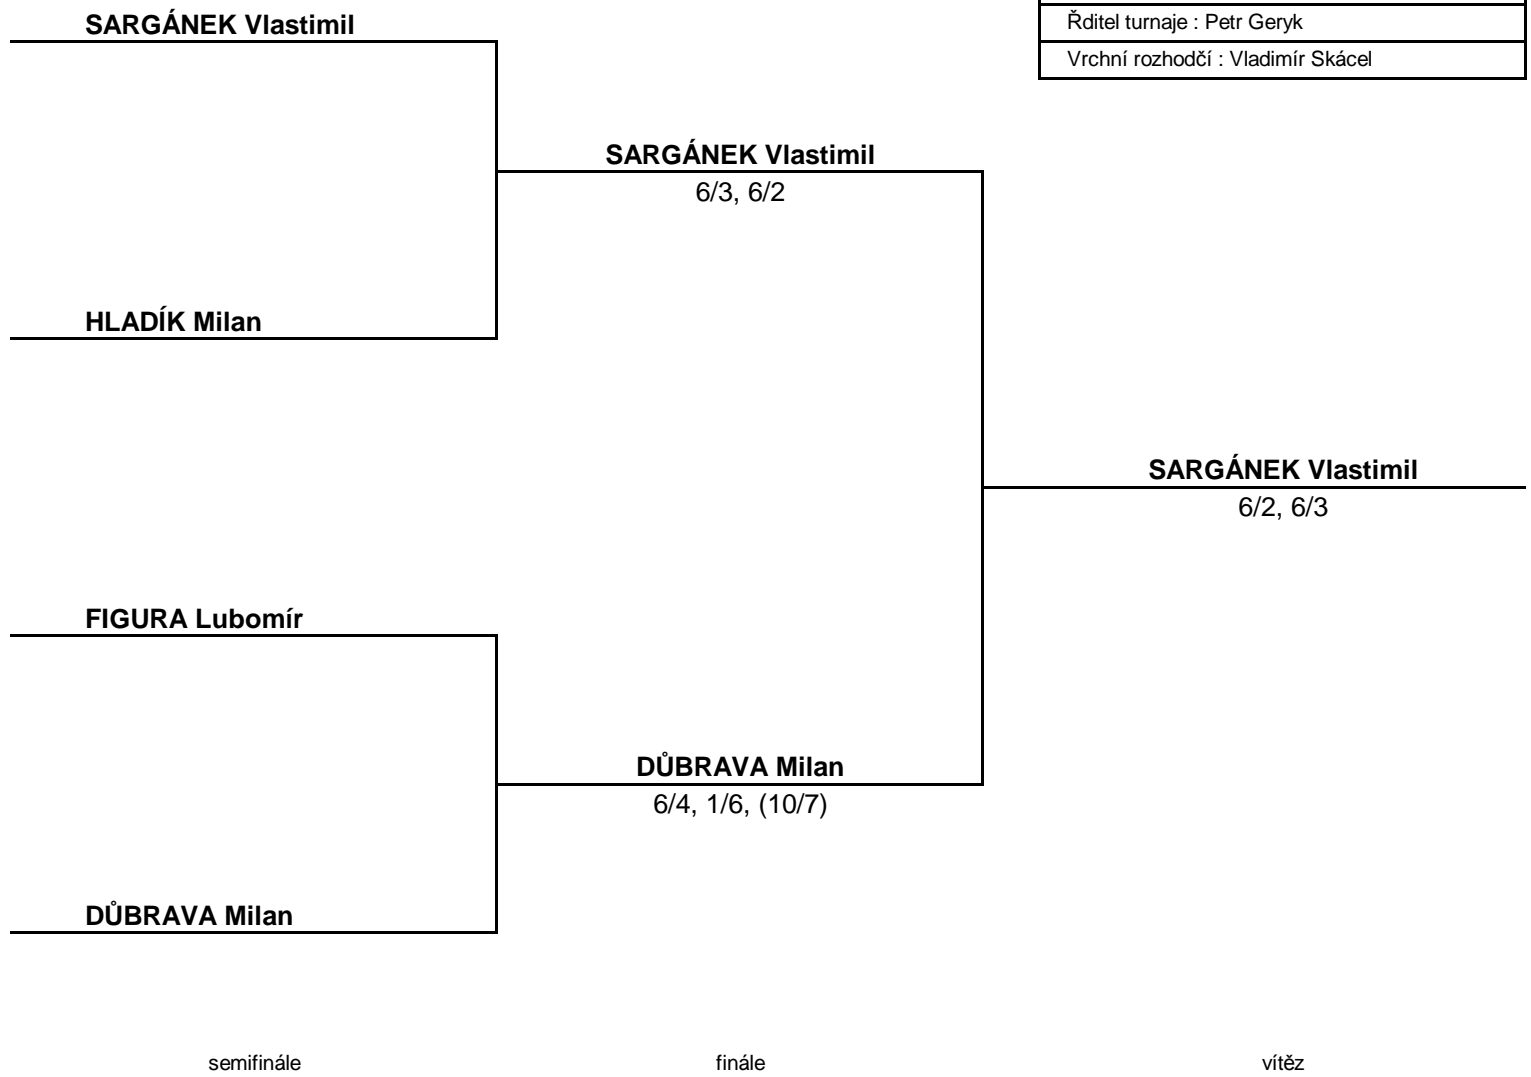 SARGÁNEK Vlastimil
Řditel turnaje : Petr Geryk
Vrchní rozhodčí : Vladimír Skácel
SARGÁNEK Vlastimil
6/3, 6/2
HLADÍK Milan
SARGÁNEK Vlastimil
6/2, 6/3
FIGURA Lubomír
DŮBRAVA Milan
6/4, 1/6, (10/7)
DŮBRAVA Milan
semifinále
finále
vítěz